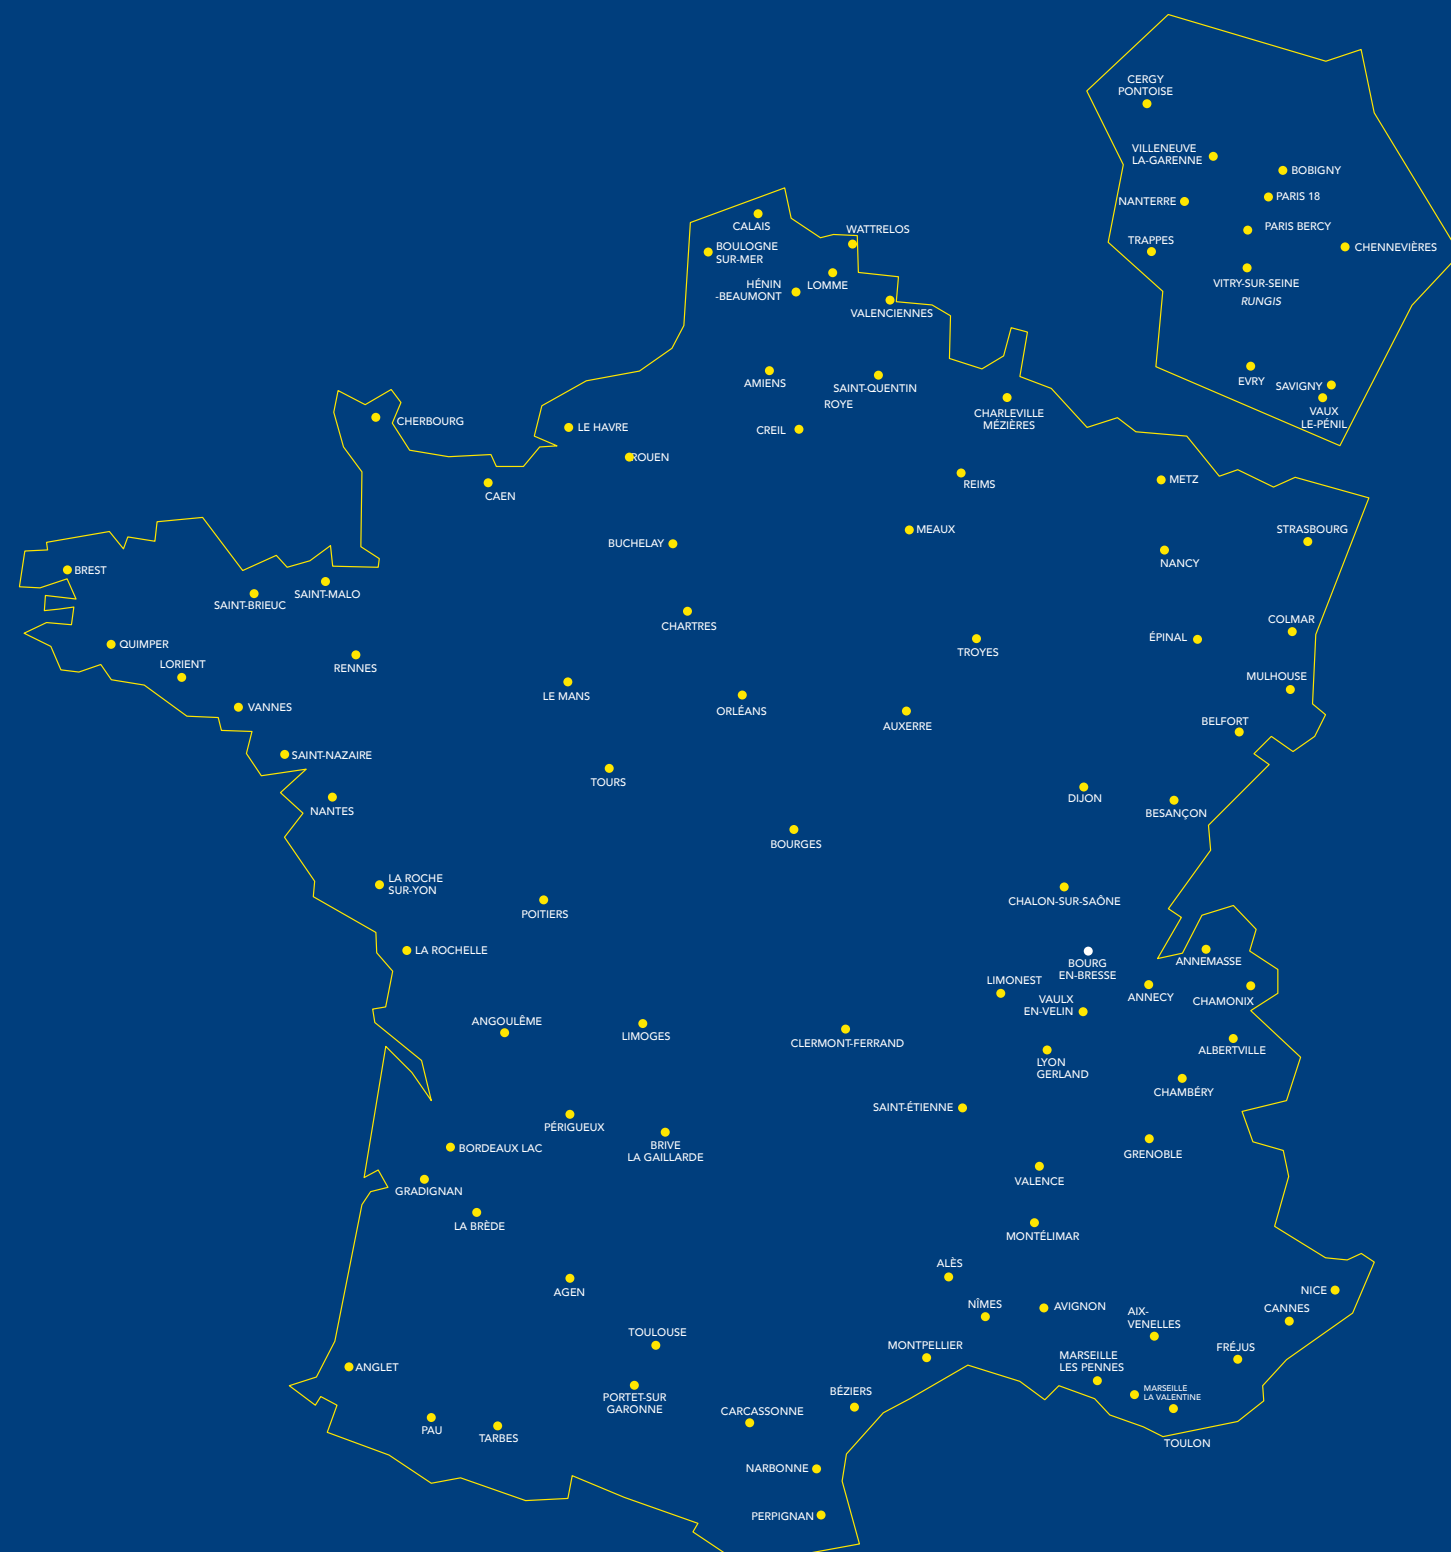 CERGY
PONTOISE
VILLENEUVE
LA-GARENNE
BOBIGNY
NANTERRE
PARIS 18
PARIS BERCY
TRAPPES
CHENNEVIÈRES
VITRY-SUR-SEINE
RUNGIS
EVRY
SAVIGNY
VAUX
LE-PÉNIL
CALAIS
WATTRELOS
BOULOGNE
SUR-MER
HÉNIN
-BEAUMONT
LOMME
VALENCIENNES
AMIENS
SAINT-QUENTIN
ROYE
CHARLEVILLE
MÉZIÈRES
CHERBOURG
LE HAVRE
CREIL
ROUEN
CAEN
REIMS
METZ
MEAUX
STRASBOURG
BUCHELAY
NANCY
BREST
SAINT-MALO
SAINT-BRIEUC
CHARTRES
COLMAR
QUIMPER
ÉPINAL
TROYES
LORIENT
RENNES
MULHOUSE
LE MANS
VANNES
ORLÉANS
AUXERRE
BELFORT
SAINT-NAZAIRE
TOURS
NANTES
DIJON
BESANÇON
BOURGES
LA ROCHE
SUR-YON
POITIERS
CHALON-SUR-SAÔNE
LA ROCHELLE
BOURG
EN-BRESSE
ANNEMASSE
LIMONEST
VAULX
EN-VELIN
ANNECY
CHAMONIX
ANGOULÊME
LIMOGES
CLERMONT-FERRAND
ALBERTVILLE
LYON
GERLAND
CHAMBÉRY
SAINT-ÉTIENNE
PÉRIGUEUX
BORDEAUX LAC
BRIVE
LA GAILLARDE
GRENOBLE
VALENCE
GRADIGNAN
LA BRÈDE
MONTÉLIMAR
ALÈS
AGEN
NICE
NÎMES
AVIGNON
CANNES
AIX-
VENELLES
TOULOUSE
MONTPELLIER
FRÉJUS
MARSEILLE
LES PENNES
ANGLET
MARSEILLE
LA VALENTINE
PORTET-SUR
GARONNE
BÉZIERS
CARCASSONNE
PAU
TARBES
TOULON
NARBONNE
PERPIGNAN